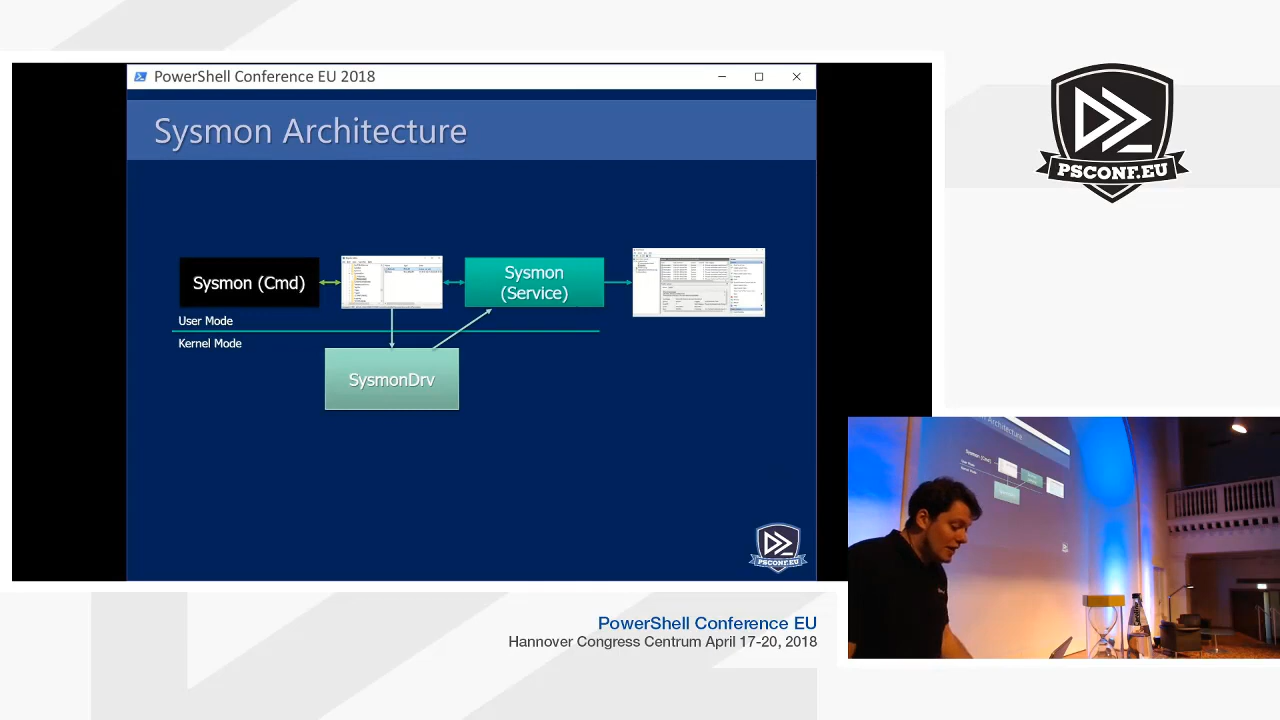 PowerShell Conference EU 2018
Sysmon Architecture
PSCONF.EU
Sysmon (Cmd)
Sysmon
(Service)
User Mode
Kernel Mode
SysmonDrv
PSCONF.EU
PowerShell Conference EU
Hannover Congress Centrum April 17-20, 2018